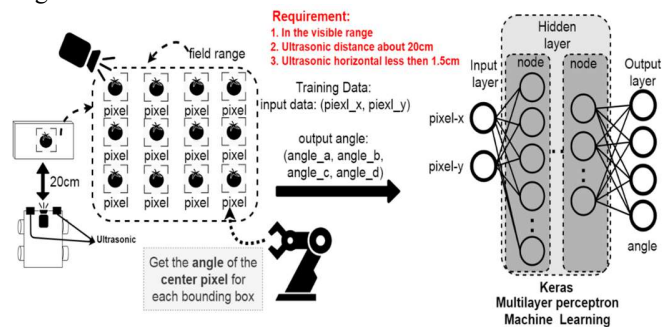 Requirement:
1. In the visible range
2. Ultrasonic distance about 20cm
3. Ultrasonic horizontal less then 1.5cm
field range
pixel pixel pixel pixel
pixel pixel pixel pixel
pixel pixel pixel pixel
20cm
Ultrasonic
Get the angle of the
center pixel for
each bounding box
Training Data:
input data: (piexl_x, piexl_y)
output angle:
(angle_a, angle_b,
angle_c, angle_d)
Hidden
layer
Input
layer
node
node
Output
layer
pixel-x
pixel-y
angle
Keras
Multilayer perceptron
Machine Learning